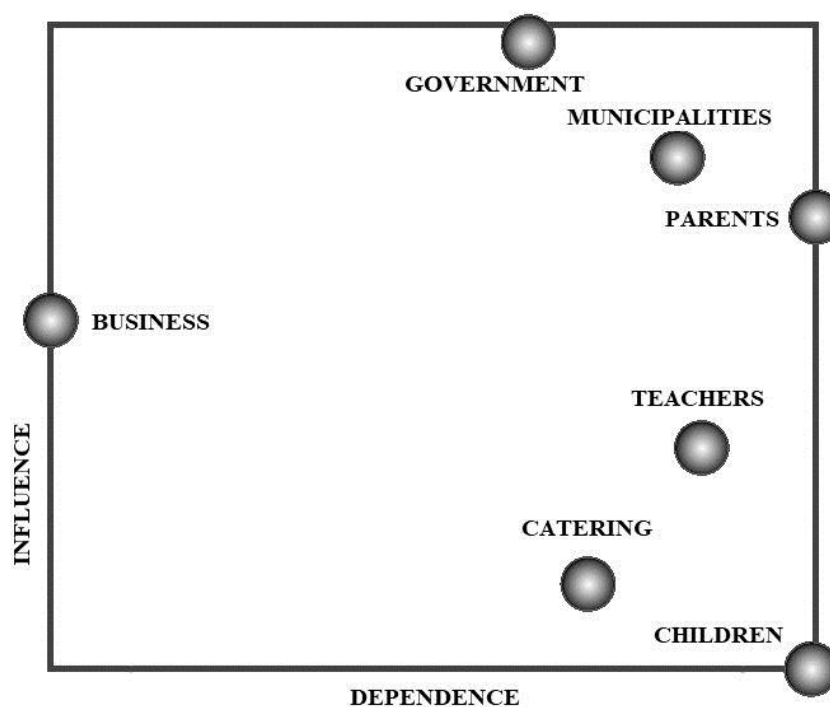 GOVERNMENT
MUNICIPALITIES
PARENTS
BUSINESS
TEACHERS
INFLUENCE
CATERING
CHILDREN
DEPENDENCE